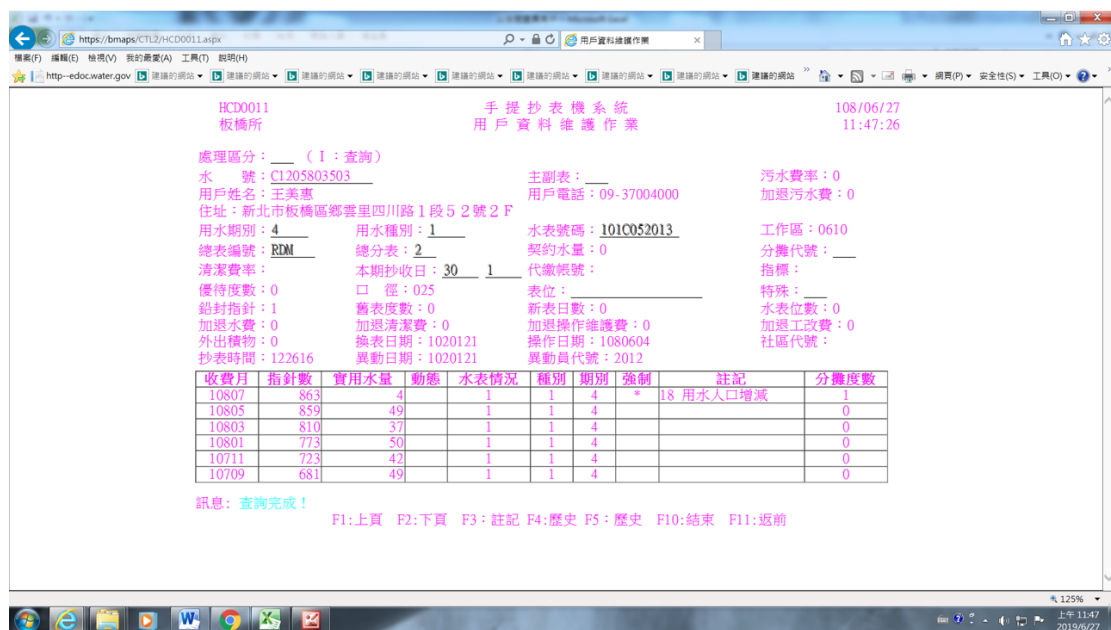 https://bmaps/CTL2/HCD0011.aspx
用戶資料維護作業
檔案(F) 編輯(E) 檢視(V) 我的最愛(A) 工具(T) 說明(H)
http--edoc.water.gov 建議的網站 建議的網站 建議的網站 建議的網站 建議的網站 建議的網站 建議的網站 建議的網站 建議的網站 網頁(P) 安全性(S) 工具(O)
HCD0011 手提抄表機系統 108/06/27
板橋所 用戶資料維護作業 11:47:26
處理區分：___ (I：查詢)
水 號：C1205803503 主副表：___ 污水費率：0
用戶姓名：王美惠 用戶電話：09-37004000 加退污水費：0
住址：新北市板橋區鄉雲里四川路１段５２號２F
用水期別：4 用水種別：1 水表號碼：101C052013 工作區：0610
總表編號：RDM 總分表：2 契約水量：0 分攤代號：___
清潔費率： 本期抄收日：30 1 代繳帳號： 指標：
優待度數：0 口 徑：025 表位： 特殊：___
鉛封指針：1 舊表度數：0 新表日數：0 水表位數：0
加退水費：0 加退清潔費：0 加退操作維護費：0 加退工改費：0
外出積物：0 換表日期：1020121 操作日期：1080604 社區代號：
抄表時間：122616 異動日期：1020121 異動員代號：2012
收費月 指針數 實用水量 動態 水表情況 種別 期別 強制 註記 分攤度數
10807 863 4 1 1 4 * 18 用水人口增減 1
10805 859 49 1 1 4 0
10803 810 37 1 1 4 0
10801 773 50 1 1 4 0
10711 723 42 1 1 4 0
10709 681 49 1 1 4 0
訊息: 查詢完成！
F1:上頁 F2:下頁 F3：註記 F4:歷史 F5：歷史 F10:結束 F11:返前
125%
上午 11:47
2019/6/27